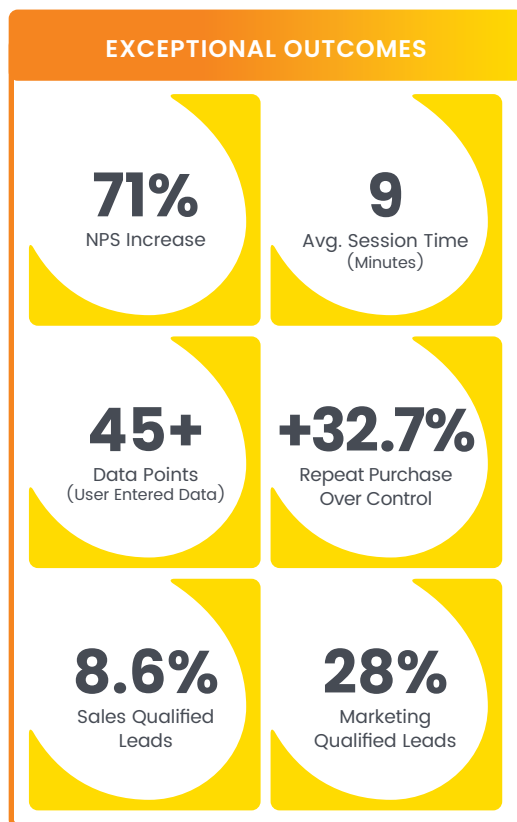 EXCEPTIONAL OUTCOMES
71%
NPS Increase
9
Avg. Session Time
(Minutes)
45+
Data Points
(User Entered Data)
+32.7%
Repeat Purchase
Over Control
8.6%
Sales Qualified
Leads
28%
Marketing
Qualified Leads